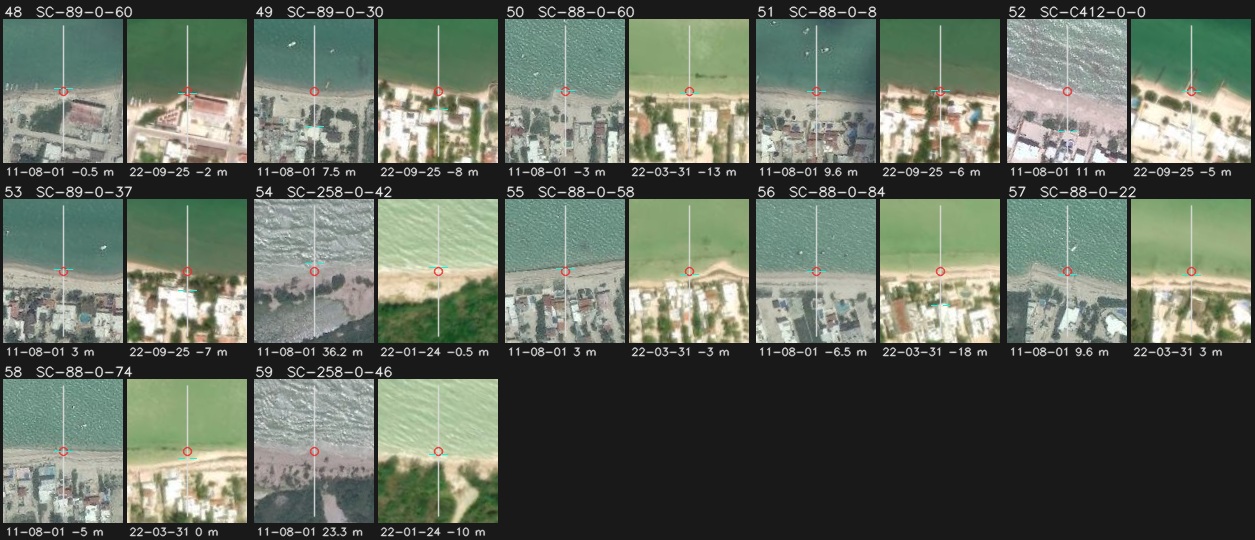 48 SC-89-0-60
49 SC-89-0-30
50 SC-88-0-60
51 SC-88-0-8
52 SC-C412-0-0
11-08-01 -0.5 m
22-09-25 -2 m
11-08-01 7.5 m
22-09-25 -8 m
11-08-01 -3 m
22-03-31 -13 m
11-08-01 9.6 m
22-09-25 -6 m
11-08-01 11 m
22-09-25 -5 m
53 SC-89-0-37
54 SC-258-0-42
55 SC-88-0-58
56 SC-88-0-84
57 SC-88-0-22
11-08-01 3 m
22-09-25 -7 m
11-08-01 36.2 m
22-01-24 -0.5 m
11-08-01 3 m
22-03-31 -3 m
11-08-01 -6.5 m
22-03-31 -18 m
11-08-01 9.6 m
22-03-31 3 m
58 SC-88-0-74
59 SC-258-0-46
11-08-01 -5 m
22-03-31 0 m
11-08-01 23.3 m
22-01-24 -10 m